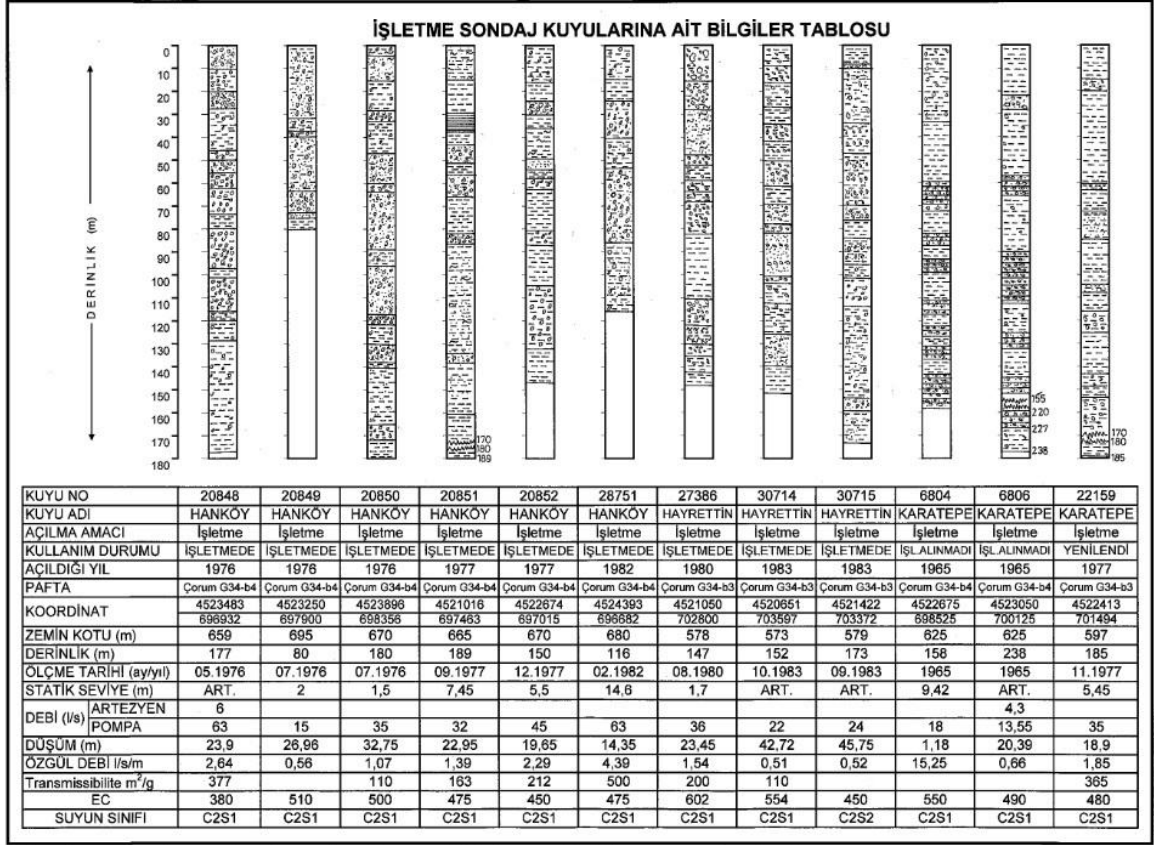 İŞLETME SONDAJ KUYULARINA AİT BİLGİLER TABLOSU
0
10
20
30
40
50
60
70
80
90
100
110
120
130
140
150
160
170
180
DERİNLİK (m)
170
180
189
155
220
227
238
170
180
185
KUYU NO 20848 20849 20850 20851 20852 28751 27386 30714 30715 6804 6806 22159
KUYU ADI HANKÖY HANKÖY HANKÖY HANKÖY HANKÖY HANKÖY HAYRETTİN HAYRETTİN HAYRETTİN KARATEPE KARATEPE KARATEPE
AÇILMA AMACI İşletme İşletme İşletme İşletme İşletme İşletme İşletme İşletme İşletme İşletme İşletme İşletme
KULLANIM DURUMU İŞLETMEDE İŞLETMEDE İŞLETMEDE İŞLETMEDE İŞLETMEDE İŞLETMEDE İŞLETMEDE İŞLETMEDE İŞLETMEDE İŞL.ALINMADI İŞL.ALINMADI YENİLENDİ
AÇILDIĞI YIL 1976 1976 1976 1977 1977 1982 1980 1983 1983 1965 1965 1977
PAFTA Çorum G34-b4 Çorum G34-b4 Çorum G34-b4 Çorum G34-b4 Çorum G34-b4 Çorum G34-b4 Çorum G34-b3 Çorum G34-b3 Çorum G34-b3 Çorum G34-b4 Çorum G34-b4 Çorum G34-b3
KOORDİNAT 4523483 4523250 4523896 4521016 4522674 4524393 4521050 4520651 4521422 4522675 4523050 4522413
696932 697900 698356 697463 697015 696682 702800 703597 703372 698525 700125 701494
ZEMİN KOTU (m) 659 695 670 665 670 680 578 573 579 625 625 597
DERİNLİK (m) 177 80 180 189 150 116 147 152 173 158 238 185
ÖLÇME TARİHİ (ay/yıl) 05.1976 07.1976 07.1976 09.1977 12.1977 02.1982 08.1980 10.1983 09.1983 1965 1965 11.1977
STATİK SEVİYE (m) ART. 2 1,5 7,45 5,5 14,6 1,7 ART. ART. 9,42 ART. 5,45
DEBİ (l/s) ARTEZYEN 6 4,3
POMPA 63 15 35 32 45 63 36 22 24 18 13,55 35
DÜŞÜM (m) 23,9 26,96 32,75 22,95 19,65 14,35 23,45 42,72 45,75 1,18 20,39 18,9
ÖZGÜL DEBİ l/s/m 2,64 0,56 1,07 1,39 2,29 4,39 1,54 0,51 0,52 15,25 0,66 1,85
Transmissibilite m²/g 377 110 163 212 500 200 110 365
EC 380 510 500 475 450 475 602 554 450 550 490 480
SUYUN SINIFI C2S1 C2S1 C2S1 C2S1 C2S1 C2S1 C2S1 C2S1 C2S2 C2S1 C2S1 C2S1